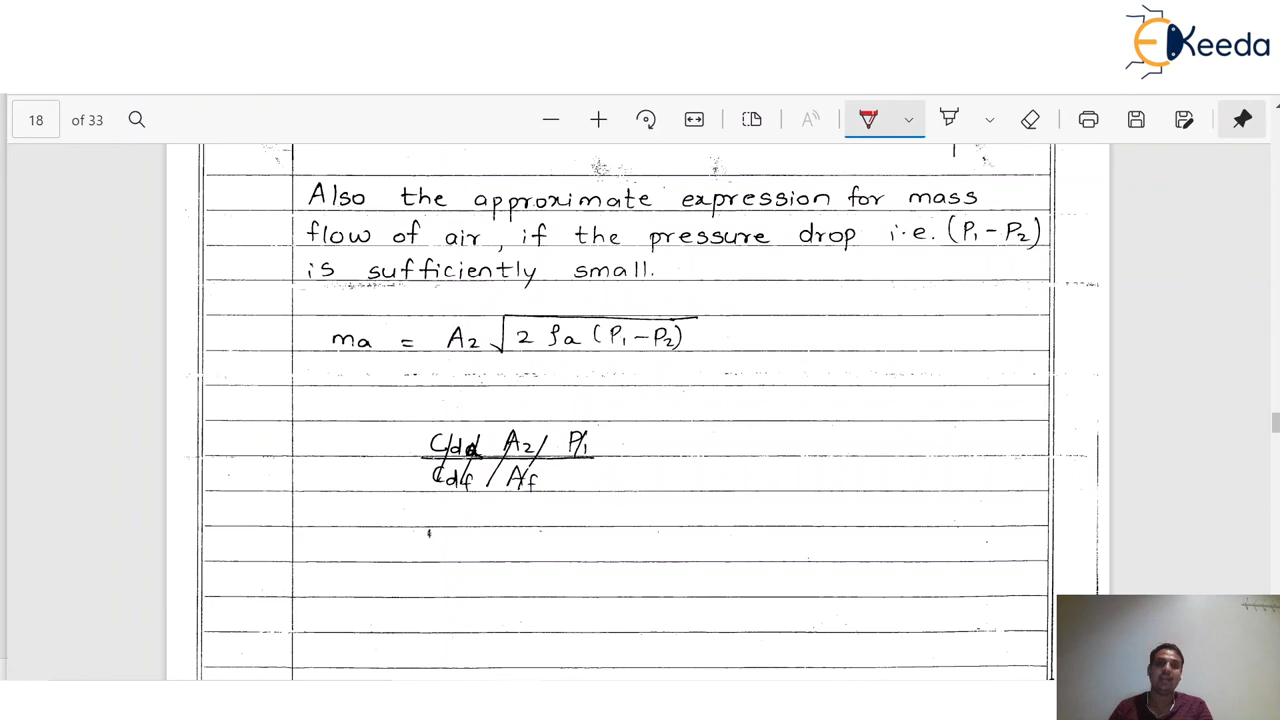 EKeeda
18 of 33
Also the approximate expression for mass
flow of air, if the pressure drop i.e. (P₁ - P₂)
is sufficiently small.
ma = A₂ √2 ρa (P₁ - P₂)
Cda A₂ P₁
Cdf Af